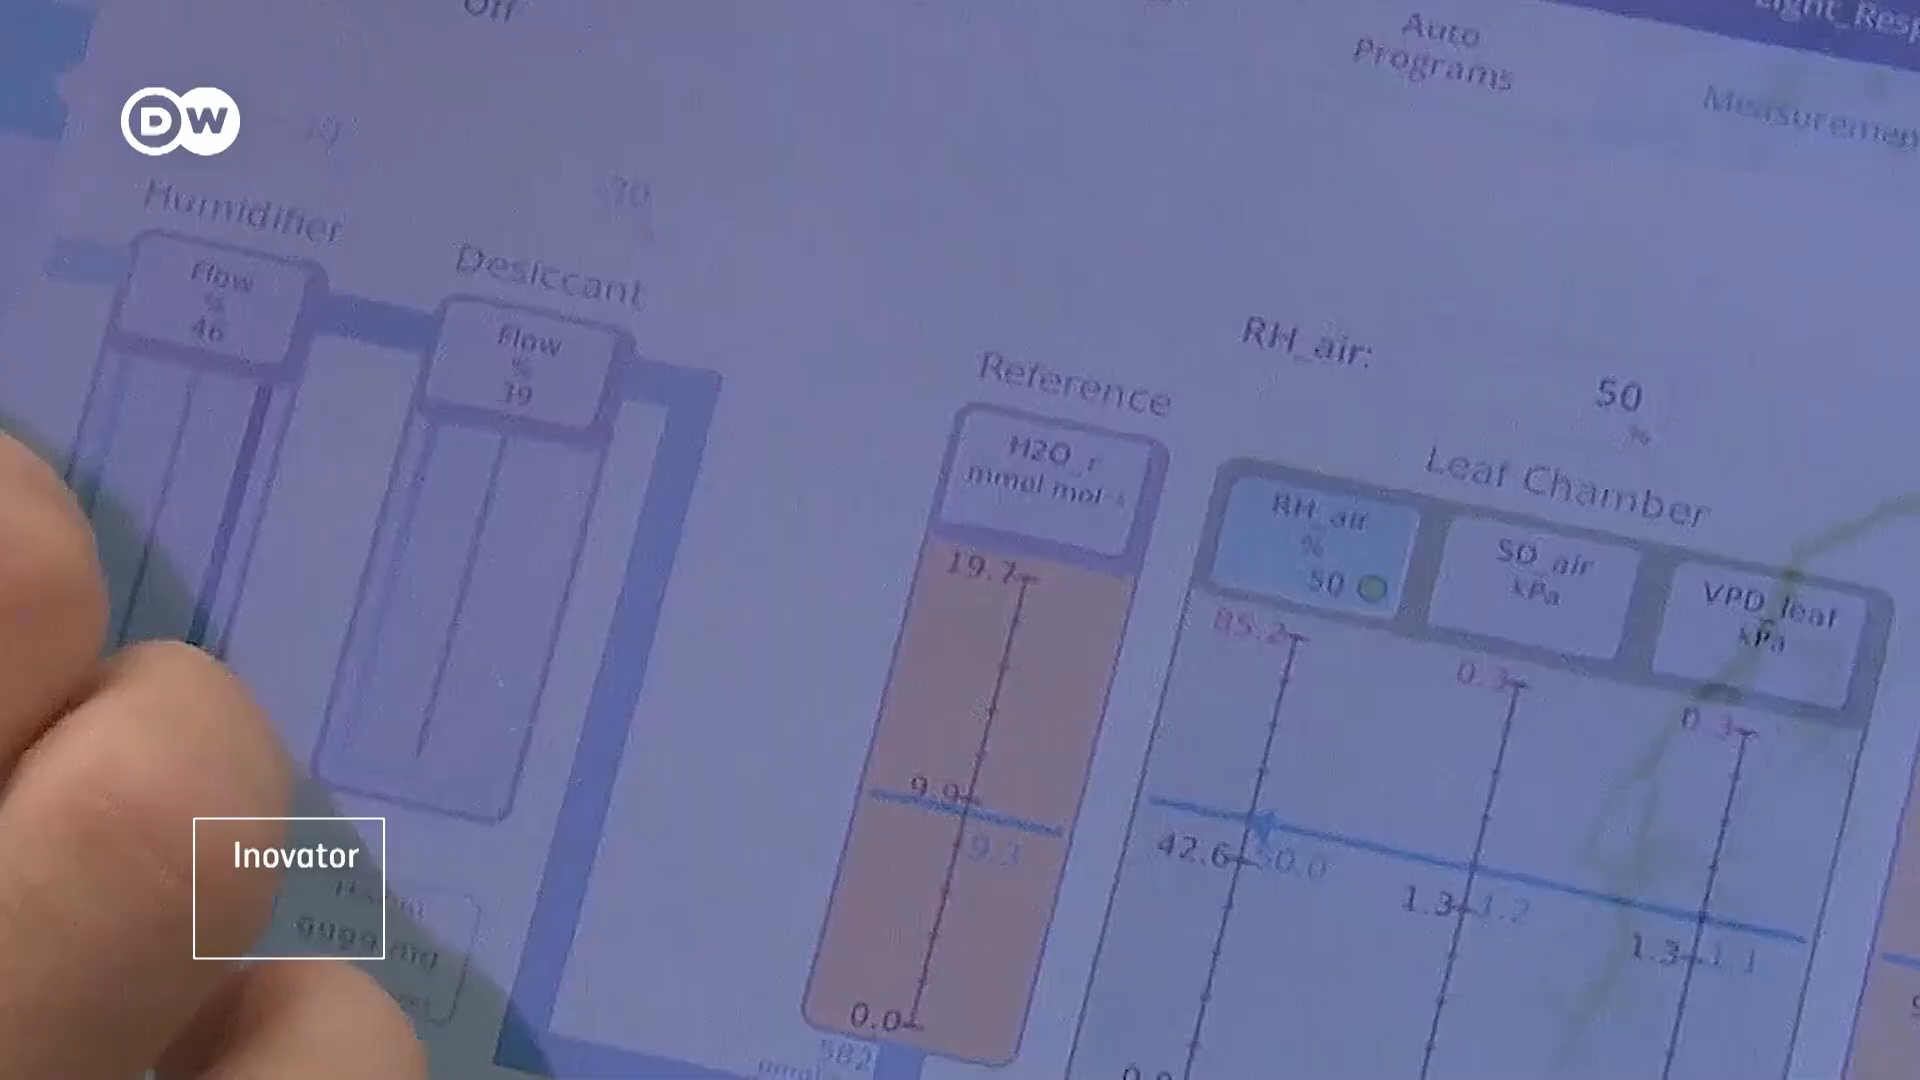 Off
Auto
Programs
DW
Humidifier
Flow
%
46
Desiccant
Flow
%
39
Reference
H2O_r
mmol mol
19.7
9.9
9.3
0.0
RH_air:
50
%
Leaf Chamber
RH_air
%
50
SD_air
kPa
VPD_leaf
kPa
85.2
0.3
0.3
42.6
50.0
1.3
1.2
1.3
1.1
Inovator